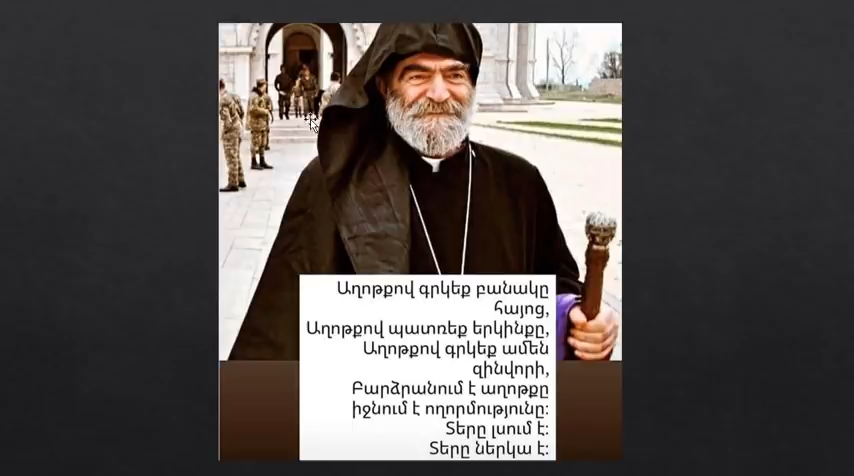 Աղոթքով գրկեք բանակը
հայոց,
Աղոթքով պատռեք երկինքը,
Աղոթքով գրկեք ամեն
զինվորի,
Բարձրանում է աղոթքը
իջնում է ողորմությունը։
Տերը լսում է։
Տերը ներկա է։